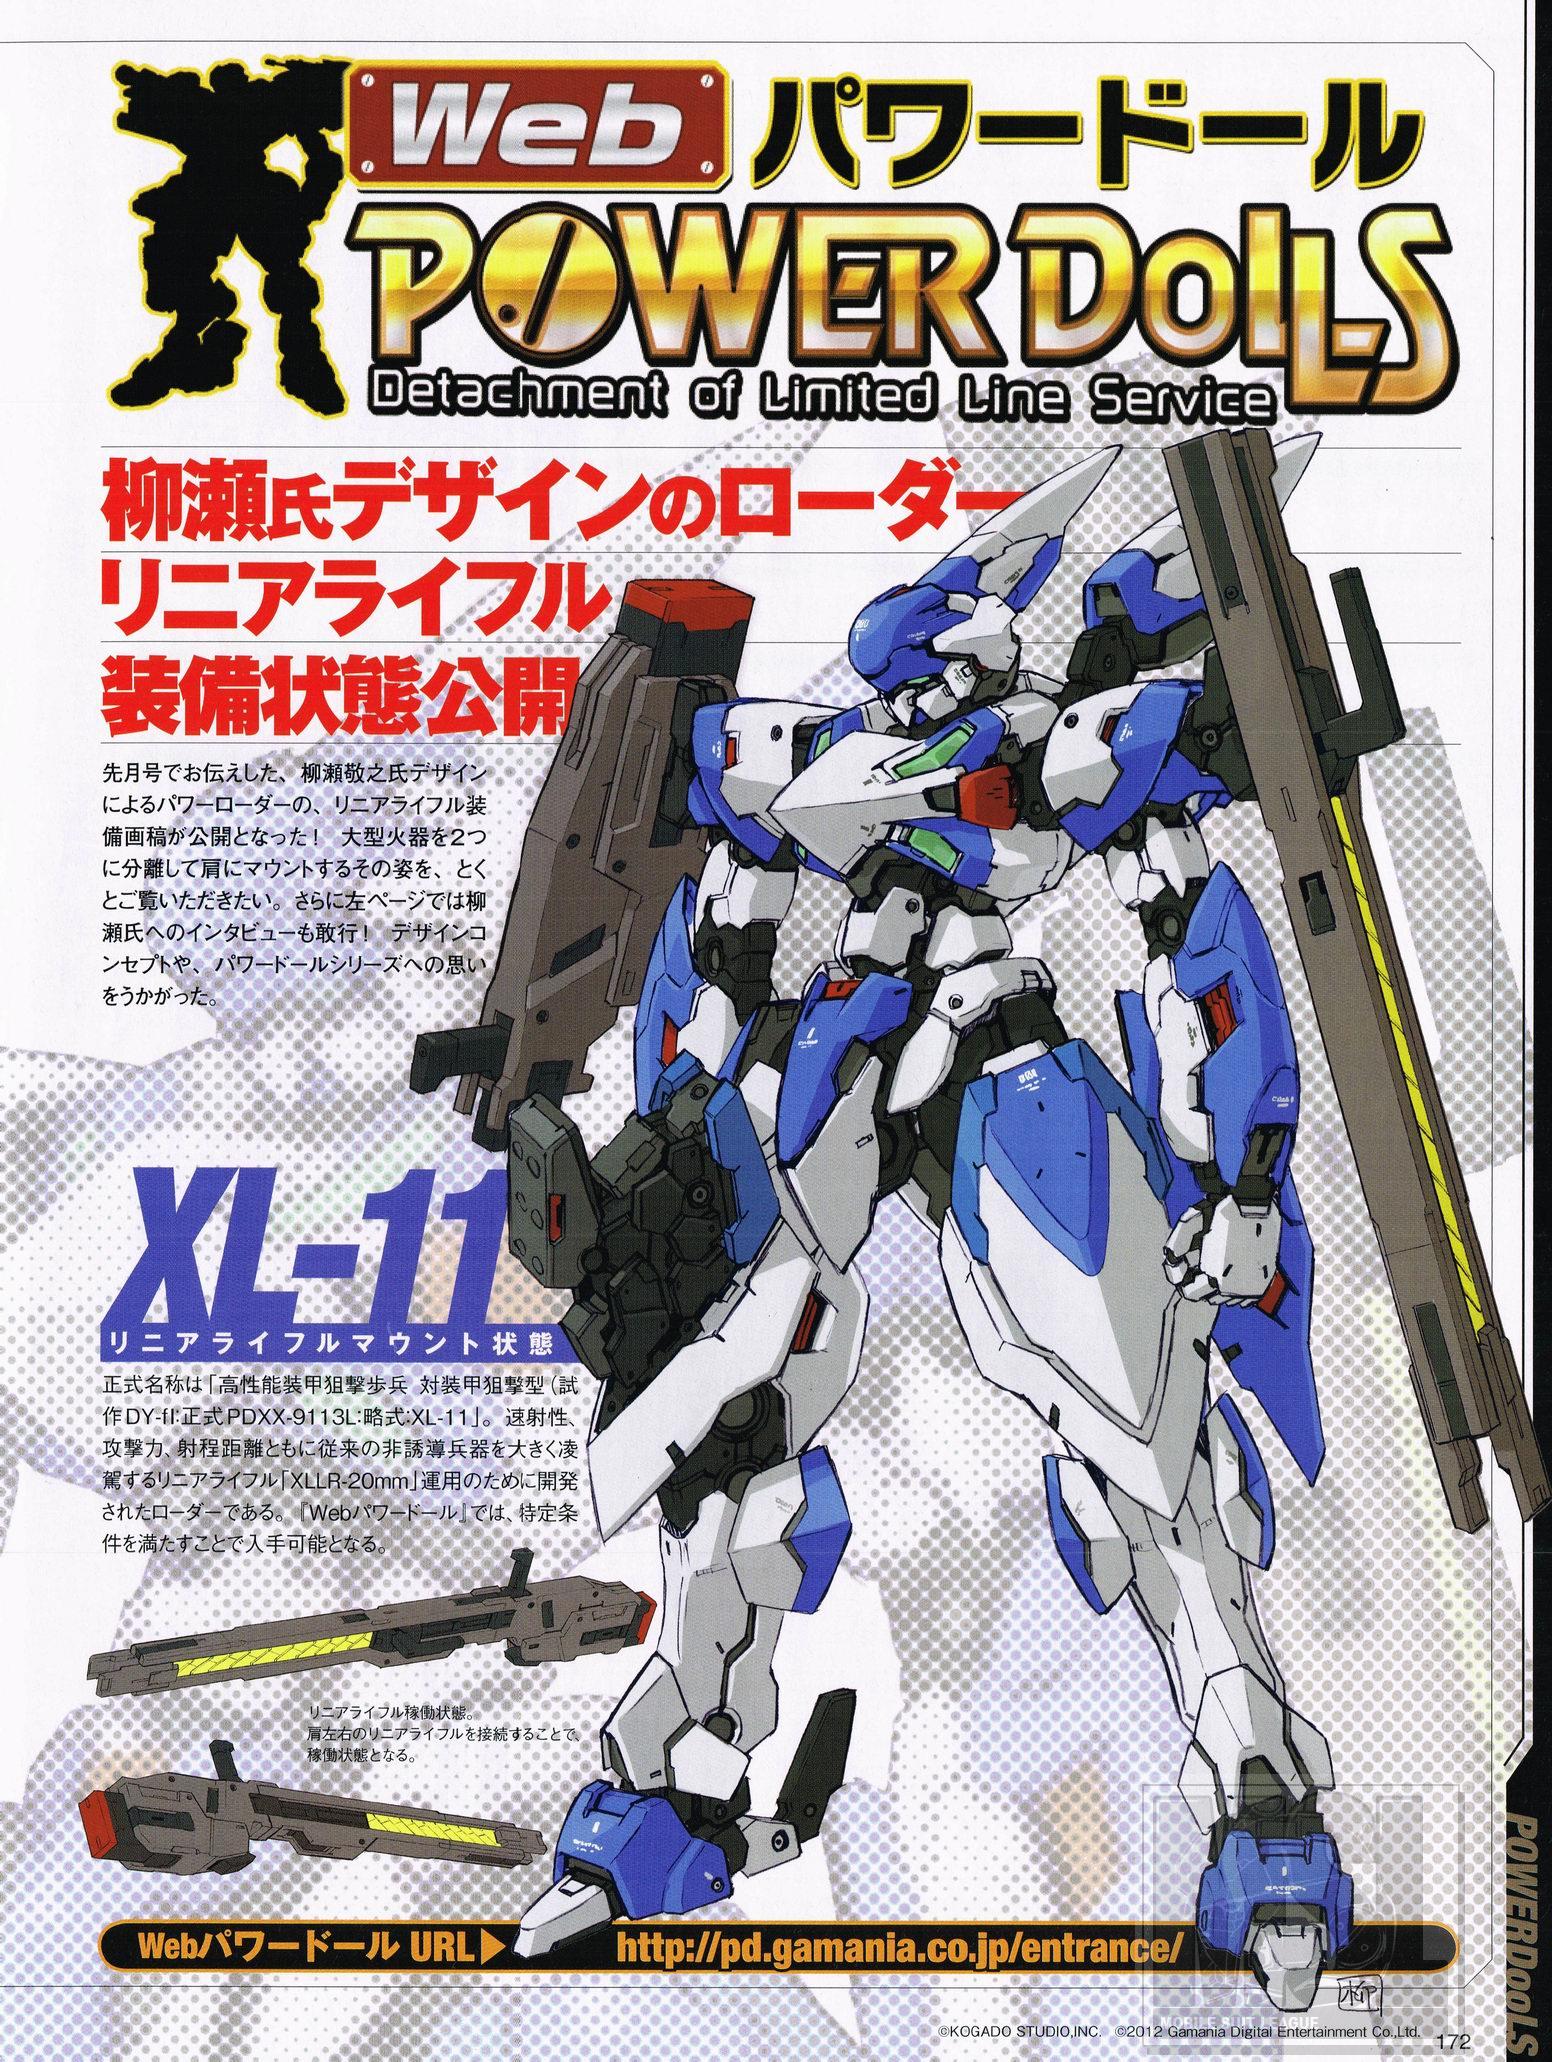 Web パワードール
POWER DOLLS
Detachment of Limited Line Service
柳瀬氏デザインのローダー
リニアライフル
装備状態公開
先月号でお伝えした、柳瀬敬之氏デザイン
によるパワーローダーの、リニアライフル装
備画稿が公開となった！　大型火器を2つ
に分離して肩にマウントするその姿を、とく
とご覧いただきたい。さらに左ページでは柳
瀬氏へのインタビューも敢行！　デザインコ
ンセプトや、パワードールシリーズへの思い
をうかがった。
XL-11
リニアライフルマウント状態
正式名称は「高性能装甲狙撃歩兵 対装甲狙撃型（試
作DY-fI:正式PDXX-9113L:略式:XL-11」。速射性、
攻撃力、射程距離ともに従来の非誘導兵器を大きく凌
駕するリニアライフル「XLLR-20mm」運用のために開発
されたローダーである。『Webパワードール』では、特定条
件を満たすことで入手可能となる。
リニアライフル稼働状態。
肩左右のリニアライフルを接続することで、
稼働状態となる。
Webパワードール URL▶ http://pd.gamania.co.jp/entrance/
柳
©KOGADO STUDIO,INC. ©2012 Gamania Digital Entertainment Co.,Ltd.
MOBILE SUIT LEAGUE
172
POWER DOLLS